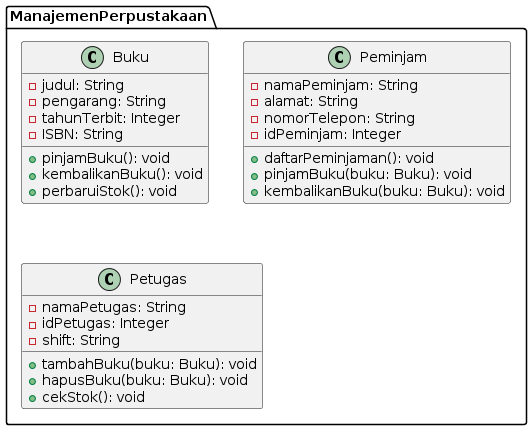 ManajemenPerpustakaan
C Buku
judul: String
pengarang: String
tahunTerbit: Integer
ISBN: String
pinjamBuku(): void
kembalikanBuku(): void
perbaruiStok(): void
C Peminjam
namaPeminjam: String
alamat: String
nomorTelepon: String
idPeminjam: Integer
daftarPeminjaman(): void
pinjamBuku(buku: Buku): void
kembalikanBuku(buku: Buku): void
C Petugas
namaPetugas: String
idPetugas: Integer
shift: String
tambahBuku(buku: Buku): void
hapusBuku(buku: Buku): void
cekStok(): void